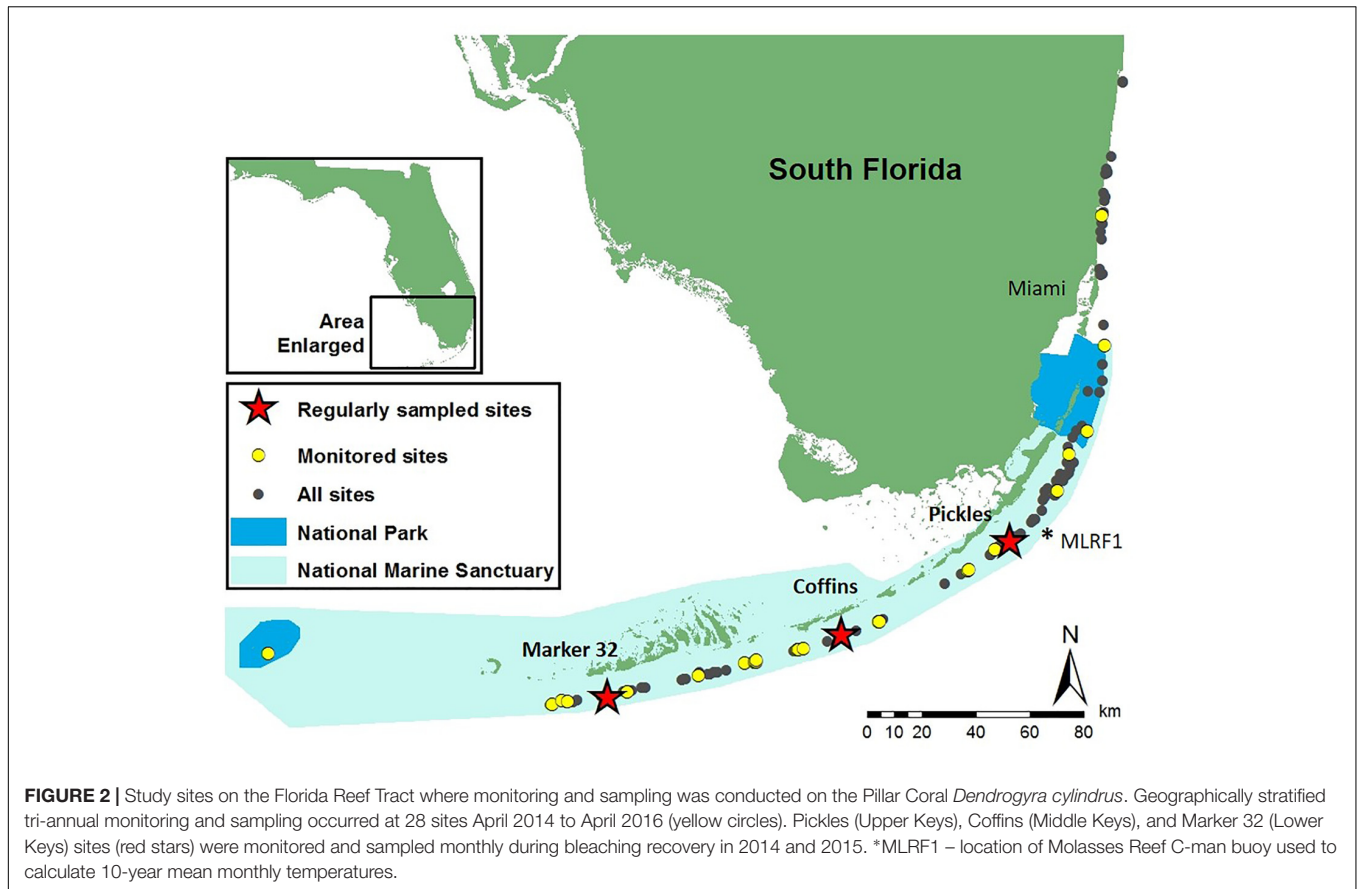 South Florida
Miami
Area
Enlarged
Regularly sampled sites
Monitored sites
All sites
National Park
National Marine Sanctuary
Pickles
* MLRF1
Coffins
Marker 32
N
km
0 10 20 40 60 80
FIGURE 2 | Study sites on the Florida Reef Tract where monitoring and sampling was conducted on the Pillar Coral Dendrogyra cylindrus. Geographically stratified
tri-annual monitoring and sampling occurred at 28 sites April 2014 to April 2016 (yellow circles). Pickles (Upper Keys), Coffins (Middle Keys), and Marker 32 (Lower
Keys) sites (red stars) were monitored and sampled monthly during bleaching recovery in 2014 and 2015. *MLRF1 – location of Molasses Reef C-man buoy used to
calculate 10-year mean monthly temperatures.